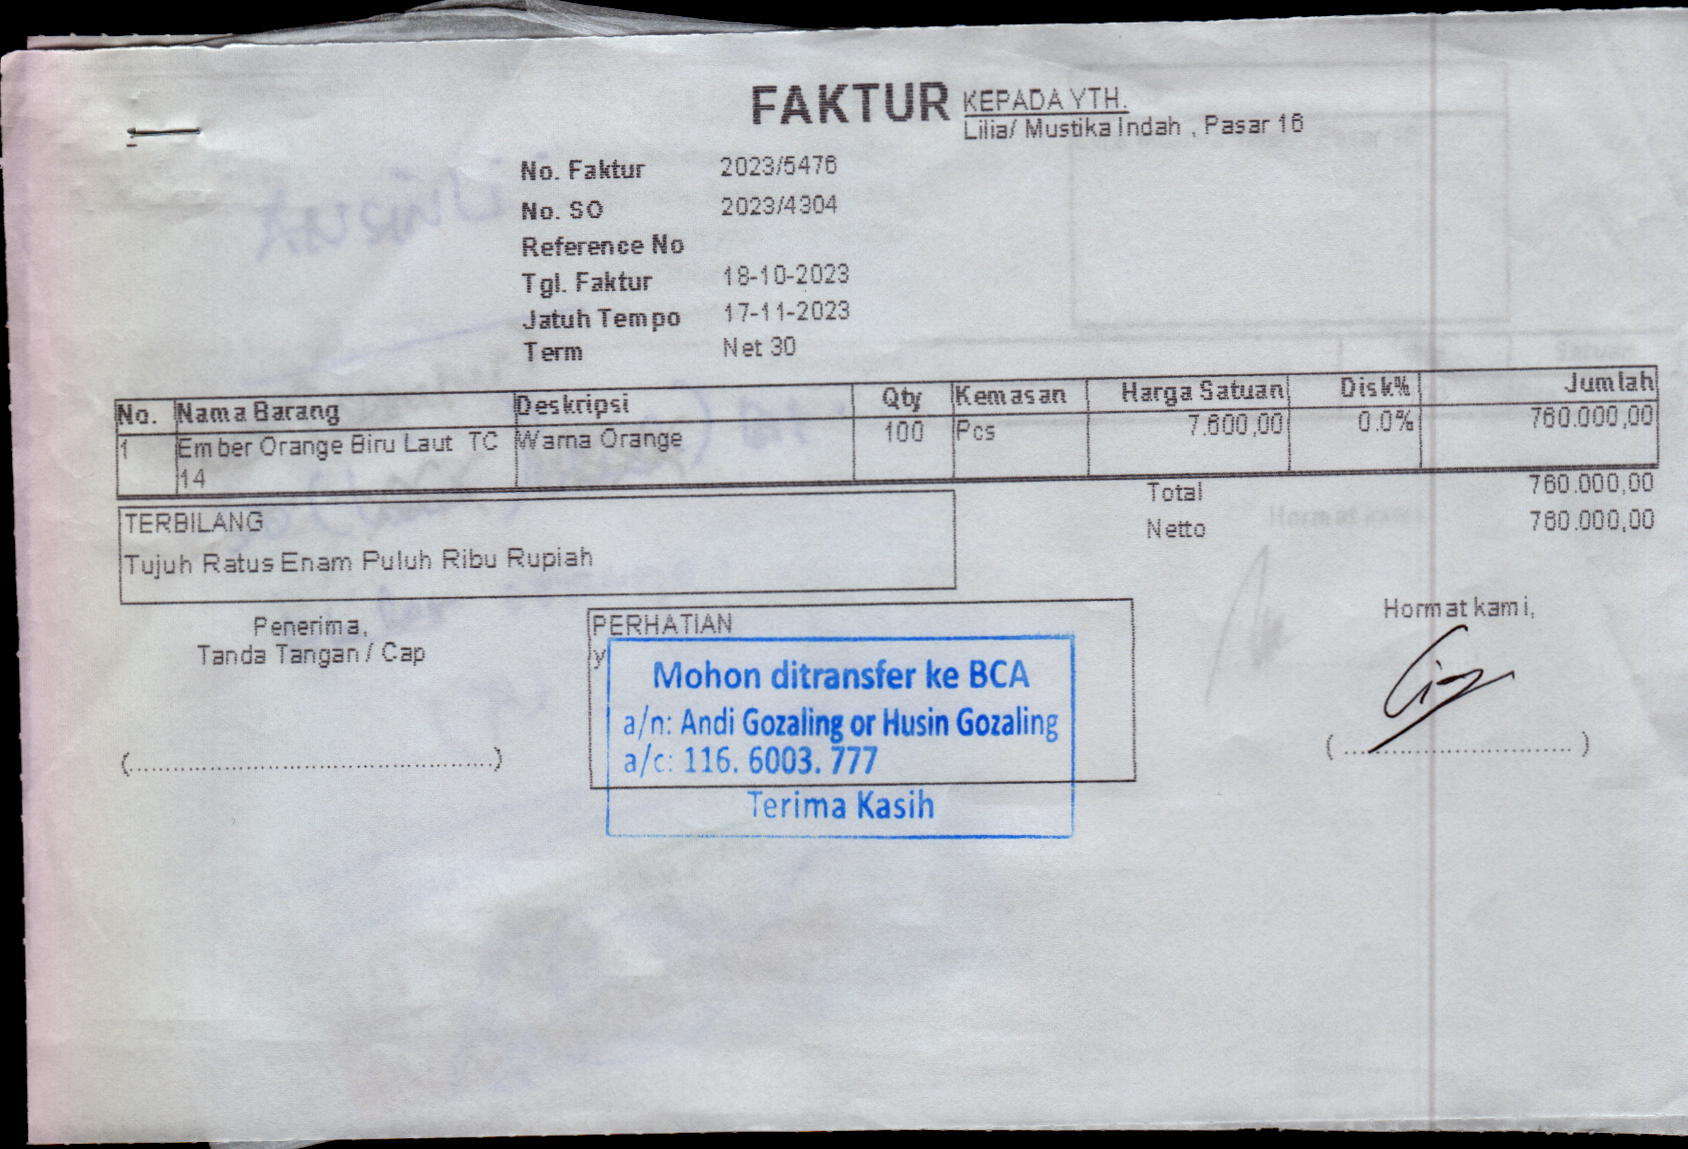 FAKTUR
KEPADA YTH.
Lilia/ Mustika Indah , Pasar 16
No. Faktur 2023/5476
No. SO 2023/4304
Reference No
Tgl. Faktur 18-10-2023
Jatuh Tempo 17-11-2023
Term Net 30
No. Nama Barang Deskripsi Qty Kemasan Harga Satuan Disk% Jumlah
1 Ember Orange Biru Laut TC Warna Orange 100 Pcs 7.600,00 0.0% 760.000,00
14
Total 760.000,00
Netto 760.000,00
TERBILANG
Tujuh Ratus Enam Puluh Ribu Rupiah
Penerima,
Tanda Tangan / Cap
(..................................................)
PERHATIAN
y
Mohon ditransfer ke BCA
a/n: Andi Gozaling or Husin Gozaling
a/c: 116. 6003. 777
Terima Kasih
Hormat kami,
( ................................ )